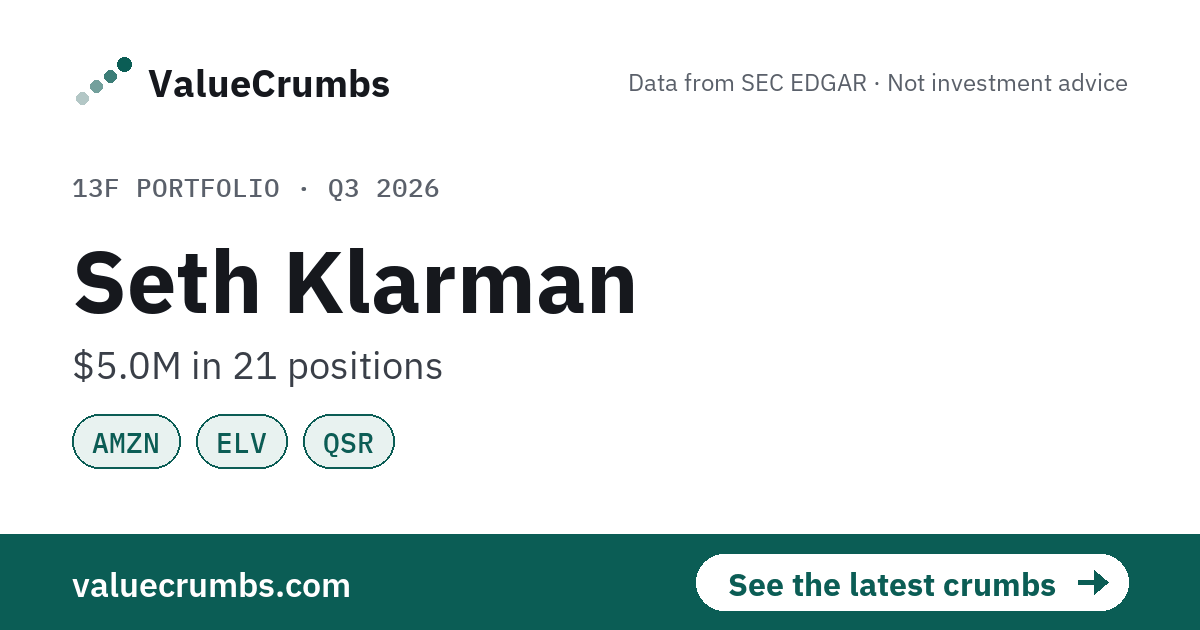 ValueCrumbs
Data from SEC EDGAR · Not investment advice
13F PORTFOLIO · Q3 2026
Seth Klarman
$5.0M in 21 positions
AMZN ELV QSR
valuecrumbs.com
See the latest crumbs